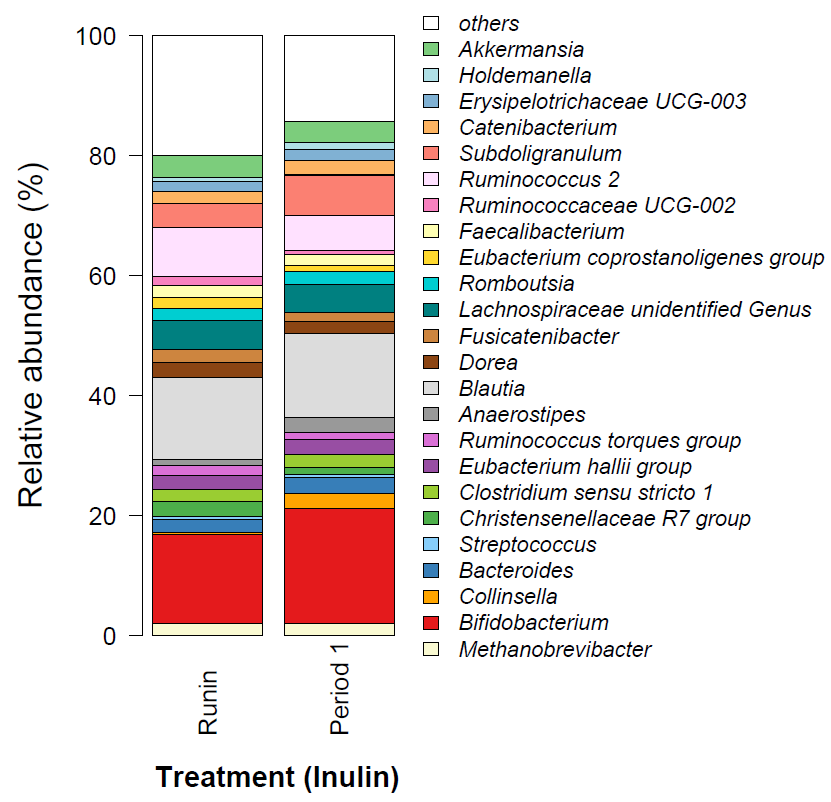 Relative abundance (%)
100
80
60
40
20
0
Runin
Period 1
Treatment (Inulin)
others
Akkermansia
Holdemanella
Erysipelotrichaceae UCG-003
Catenibacterium
Subdoligranulum
Ruminococcus 2
Ruminococcaceae UCG-002
Faecalibacterium
Eubacterium coprostanoligenes group
Romboutsia
Lachnospiraceae unidentified Genus
Fusicatenibacter
Dorea
Blautia
Anaerostipes
Ruminococcus torques group
Eubacterium hallii group
Clostridium sensu stricto 1
Christensenellaceae R7 group
Streptococcus
Bacteroides
Collinsella
Bifidobacterium
Methanobrevibacter